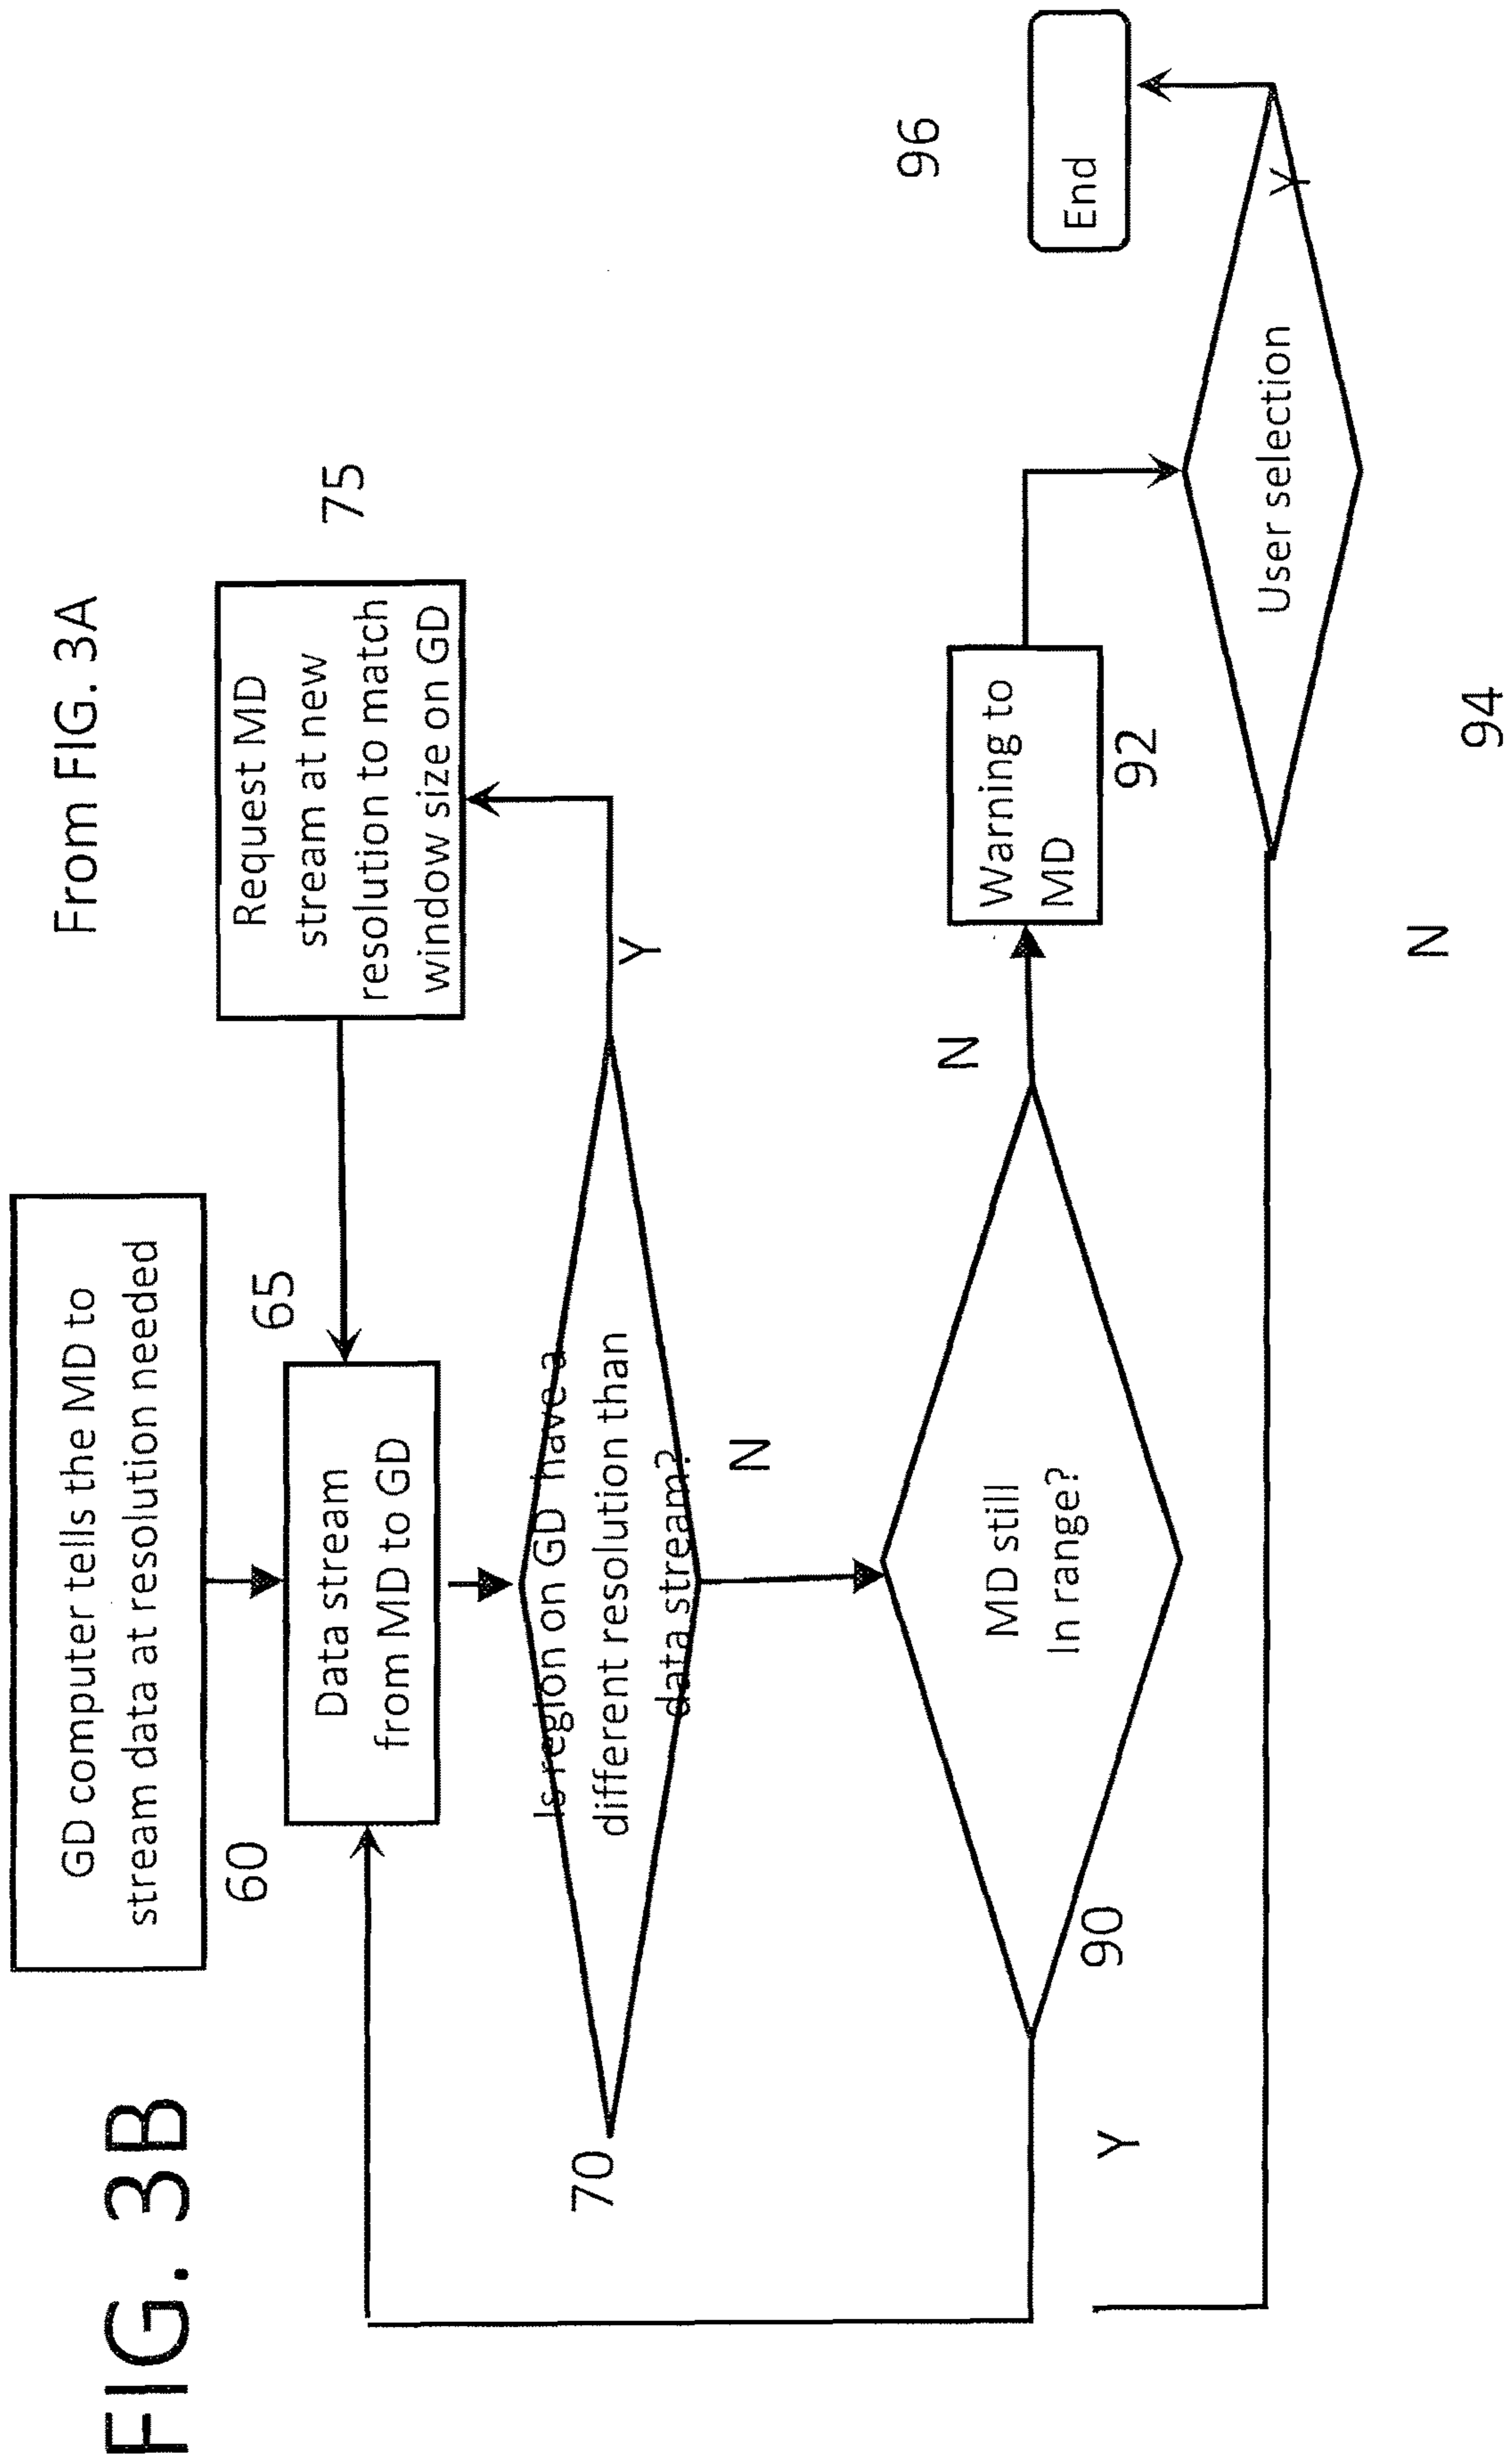 FIG. 3B
From FIG. 3A
GD computer tells the MD to
stream data at resolution needed
60
65
Data stream
from MD to GD
Request MD
stream at new
resolution to match
window size on GD
75
70
Is region on GD have a
different resolution than
data stream?
Y
N
MD still
In range?
90
Y
N
Warning to
MD
92
User selection
94
N
Y
End
96